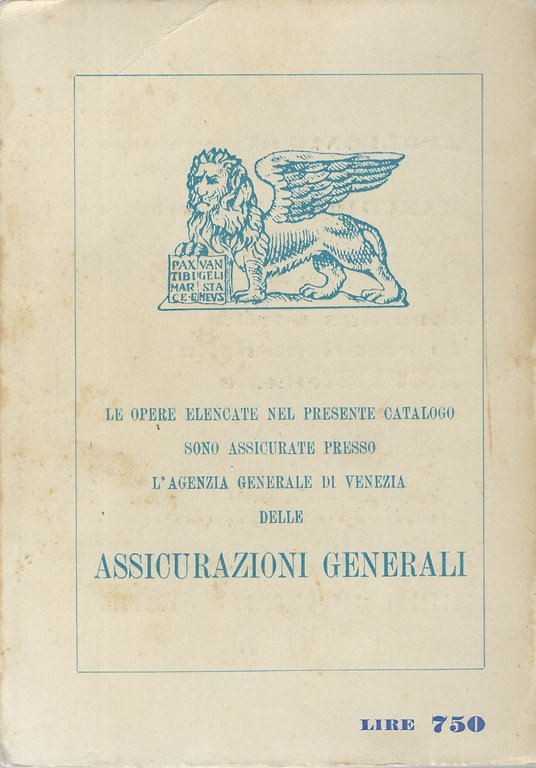 PAX VAN
TIBI GELI
MAR STA
CE·E MEVS
LE OPERE ELENCATE NEL PRESENTE CATALOGO
SONO ASSICURATE PRESSO
L'AGENZIA GENERALE DI VENEZIA
DELLE
ASSICURAZIONI GENERALI
LIRE 750